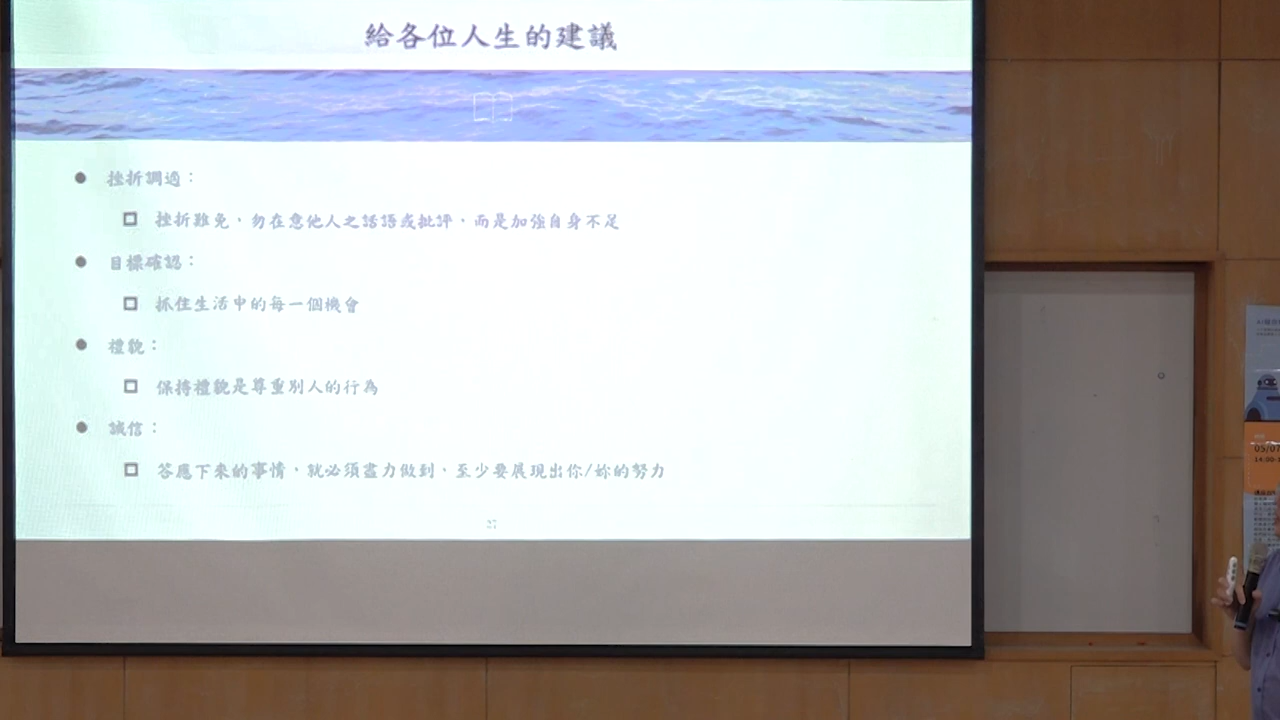 給各位人生的建議
挫折調適：
挫折難免，勿在意他人之話語或批評，而是加強自身不足
目標確認：
抓住生活中的每一個機會
禮貌：
保持禮貌是尊重別人的行為
誠信：
答應下來的事情，就必須盡力做到，至少要展現出你/妳的努力